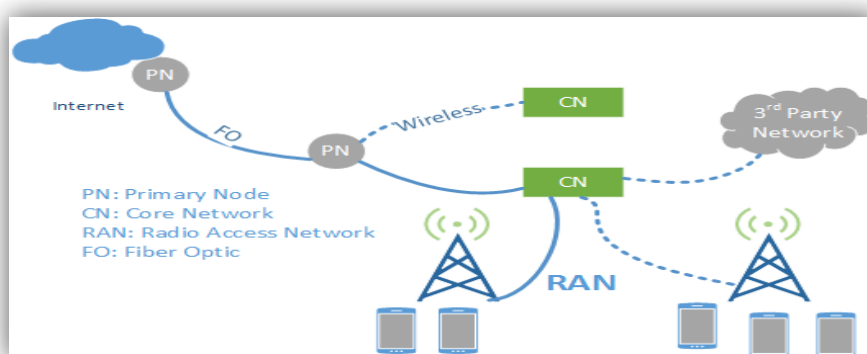 PN
Internet
FO
PN
Wireless
CN
3rd Party
Network
CN
PN: Primary Node
CN: Core Network
RAN: Radio Access Network
FO: Fiber Optic
RAN